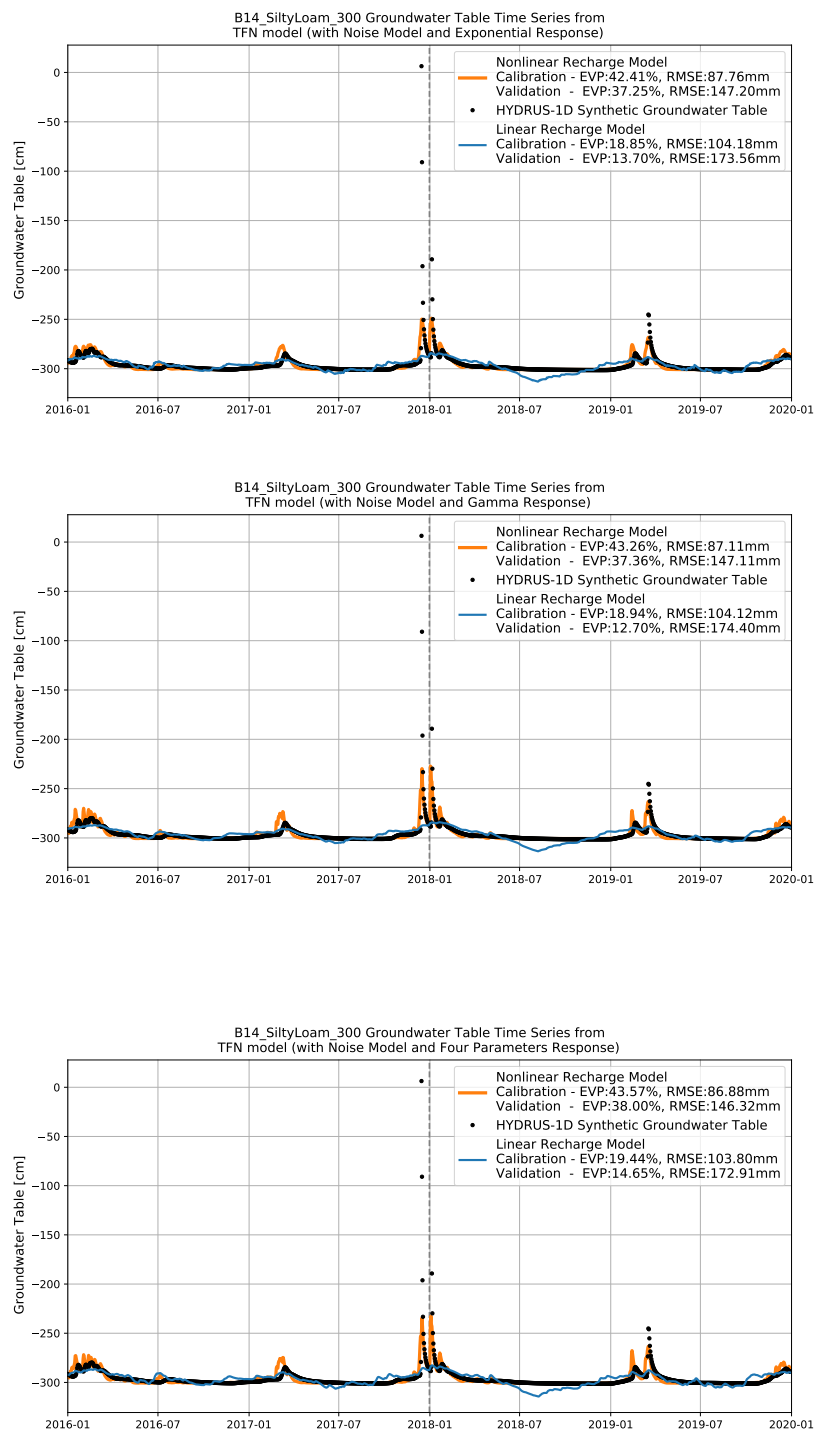 B14_SiltyLoam_300 Groundwater Table Time Series from
TFN model (with Noise Model and Exponential Response)
Nonlinear Recharge Model
Calibration - EVP:42.41%, RMSE:87.76mm
Validation  -  EVP:37.25%, RMSE:147.20mm
HYDRUS-1D Synthetic Groundwater Table
Linear Recharge Model
Calibration - EVP:18.85%, RMSE:104.18mm
Validation  -  EVP:13.70%, RMSE:173.56mm
Groundwater Table [cm]
0
−50
−100
−150
−200
−250
−300
2016-01 2016-07 2017-01 2017-07 2018-01 2018-07 2019-01 2019-07 2020-01
B14_SiltyLoam_300 Groundwater Table Time Series from
TFN model (with Noise Model and Gamma Response)
Nonlinear Recharge Model
Calibration - EVP:43.26%, RMSE:87.11mm
Validation  -  EVP:37.36%, RMSE:147.11mm
HYDRUS-1D Synthetic Groundwater Table
Linear Recharge Model
Calibration - EVP:18.94%, RMSE:104.12mm
Validation  -  EVP:12.70%, RMSE:174.40mm
Groundwater Table [cm]
0
−50
−100
−150
−200
−250
−300
2016-01 2016-07 2017-01 2017-07 2018-01 2018-07 2019-01 2019-07 2020-01
B14_SiltyLoam_300 Groundwater Table Time Series from
TFN model (with Noise Model and Four Parameters Response)
Nonlinear Recharge Model
Calibration - EVP:43.57%, RMSE:86.88mm
Validation  -  EVP:38.00%, RMSE:146.32mm
HYDRUS-1D Synthetic Groundwater Table
Linear Recharge Model
Calibration - EVP:19.44%, RMSE:103.80mm
Validation  -  EVP:14.65%, RMSE:172.91mm
Groundwater Table [cm]
0
−50
−100
−150
−200
−250
−300
2016-01 2016-07 2017-01 2017-07 2018-01 2018-07 2019-01 2019-07 2020-01